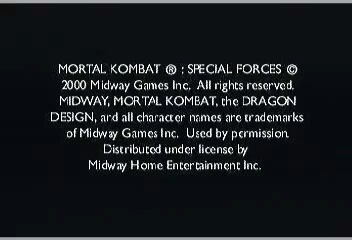 MORTAL KOMBAT ® : SPECIAL FORCES ©
2000 Midway Games Inc. All rights reserved.
MIDWAY, MORTAL KOMBAT, the DRAGON
DESIGN, and all character names are trademarks
of Midway Games Inc. Used by permission.
Distributed under license by
Midway Home Entertainment Inc.